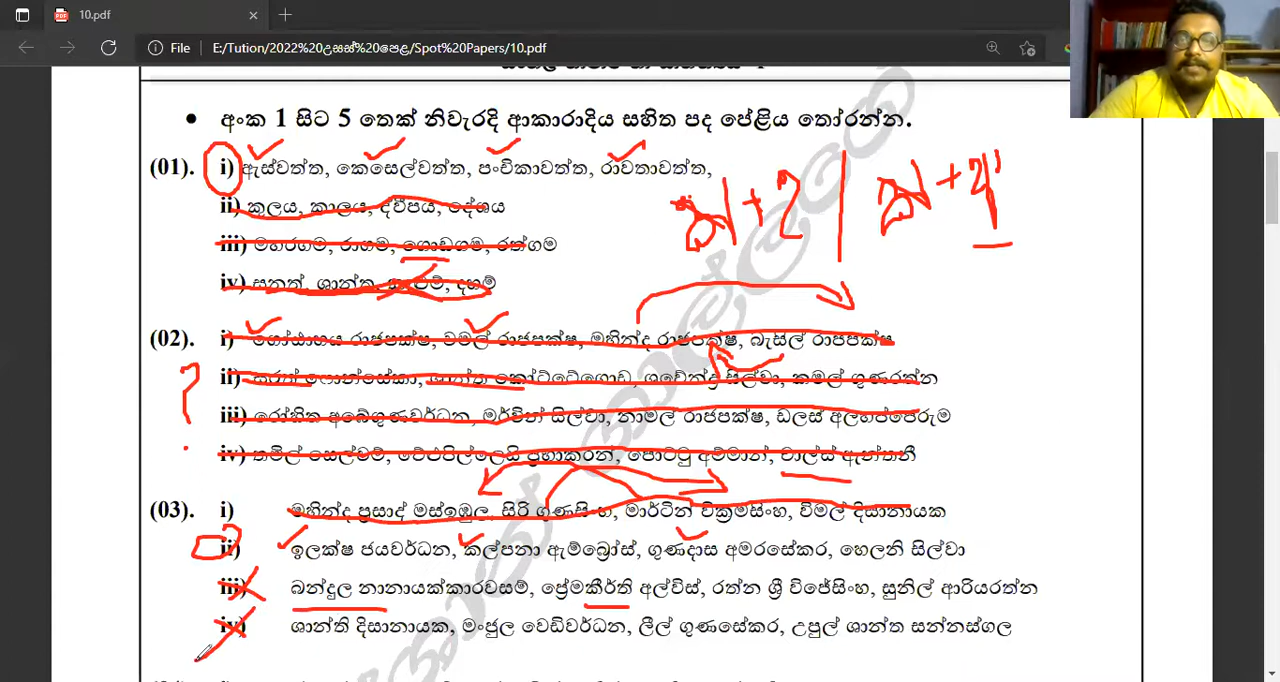 10.pdf
File E:/Tution/2022%20උසස්%20පෙළ/Spot%20Papers/10.pdf
• අංක 1 සිට 5 තෙක් නිවැරදි ආකාරාදිය සහිත පද පේළිය තෝරන්න.
(01). i) ඇස්වත්ත, කෙසෙල්වත්ත, පංචිකාවත්ත, රාවතාවත්ත,
ii) කුලය, කාලය, ද්වීපය, දේශය
iii) මහරගම, රාගම, ගොඩගම, රත්ගම
iv) සනත්, ශාන්ත, දහම්
(02). i) ගෝඨාභය රාජපක්ෂ, චමල් රාජපක්ෂ, මහින්ද රාජපක්ෂ, බැසිල් රාජපක්ෂ
ii) සරත් ෆොන්සේකා, ශාන්ත කෝට්ටේගොඩ, ශවේන්ද්‍ර සිල්වා, කමල් ගුණරත්න
iii) රෝහිත අබේගුණවර්ධන, මර්වින් සිල්වා, නාමල් රාජපක්ෂ, ඩලස් අලහප්පෙරුම
iv) තමිල් සෙල්වම්, වේළුපිල්ලෙයි ප්‍රභාකරන්, පොට්ටු අම්මාන්, චාල්ස් ඇන්තනී
(03). i) මහින්ද ප්‍රසාද් මස්ඉඹුල, සිරි ගුණසිංහ, මාර්ටින් වික්‍රමසිංහ, විමල් දිසානායක
ii) ඉලක්ෂ ජයවර්ධන, කල්පනා ඇම්බ්‍රෝස්, ගුණදාස අමරසේකර, හෙලනි සිල්වා
iii) බන්දුල නානායක්කාරවසම්, ප්‍රේමකීර්ති අල්විස්, රත්න ශ්‍රී විජේසිංහ, සුනිල් ආරියරත්න
iv) ශාන්ති දිසානායක, මංජුල වෙඩිවර්ධන, ලීල් ගුණසේකර, උපුල් ශාන්ත සන්නස්ගල